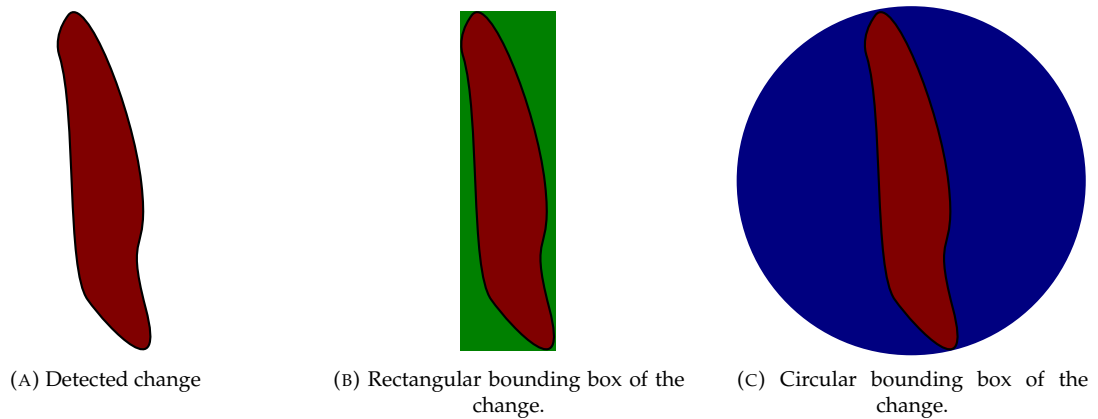 (A) Detected change
(B) Rectangular bounding box of the
change.
(C) Circular bounding box of the
change.